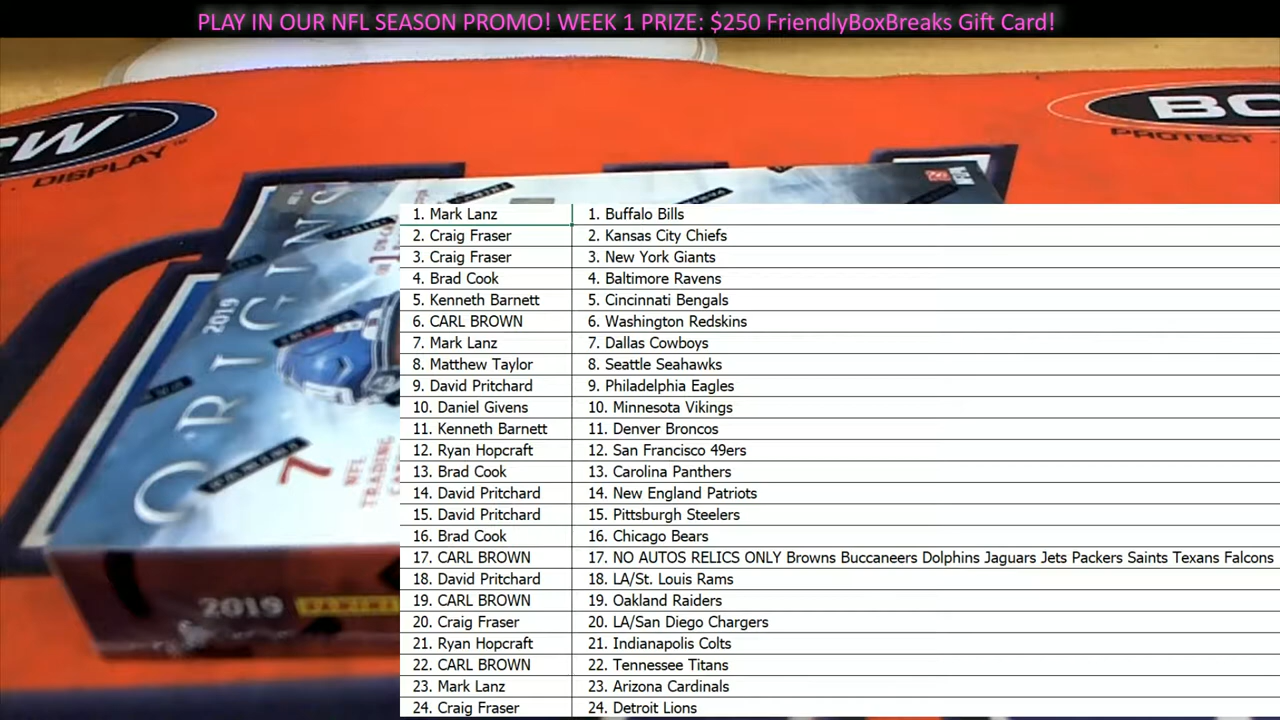 PLAY IN OUR NFL SEASON PROMO! WEEK 1 PRIZE: $250 FriendlyBoxBreaks Gift Card!
DISPLAY
PROTECT
1. Mark Lanz 1. Buffalo Bills
2. Craig Fraser 2. Kansas City Chiefs
3. Craig Fraser 3. New York Giants
4. Brad Cook 4. Baltimore Ravens
5. Kenneth Barnett 5. Cincinnati Bengals
6. CARL BROWN 6. Washington Redskins
7. Mark Lanz 7. Dallas Cowboys
8. Matthew Taylor 8. Seattle Seahawks
9. David Pritchard 9. Philadelphia Eagles
10. Daniel Givens 10. Minnesota Vikings
11. Kenneth Barnett 11. Denver Broncos
12. Ryan Hopcraft 12. San Francisco 49ers
13. Brad Cook 13. Carolina Panthers
14. David Pritchard 14. New England Patriots
15. David Pritchard 15. Pittsburgh Steelers
16. Brad Cook 16. Chicago Bears
17. CARL BROWN 17. NO AUTOS RELICS ONLY Browns Buccaneers Dolphins Jaguars Jets Packers Saints Texans Falcons
18. David Pritchard 18. LA/St. Louis Rams
19. CARL BROWN 19. Oakland Raiders
20. Craig Fraser 20. LA/San Diego Chargers
21. Ryan Hopcraft 21. Indianapolis Colts
22. CARL BROWN 22. Tennessee Titans
23. Mark Lanz 23. Arizona Cardinals
24. Craig Fraser 24. Detroit Lions
2019
ORIGINS
7 NFL TRADING
2019 PANINI